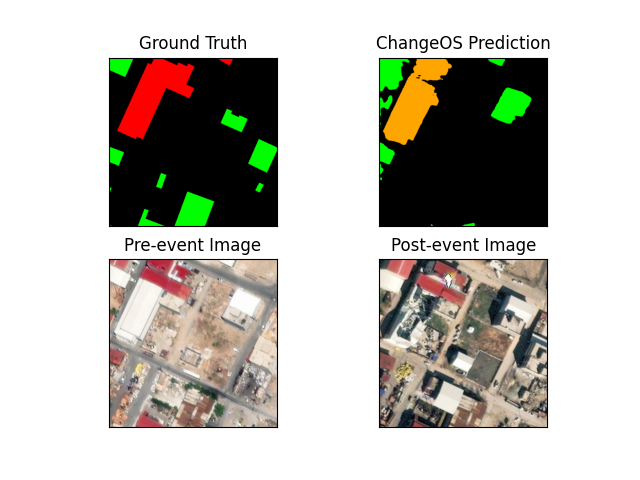 Ground Truth
ChangeOS Prediction
Pre-event Image
Post-event Image